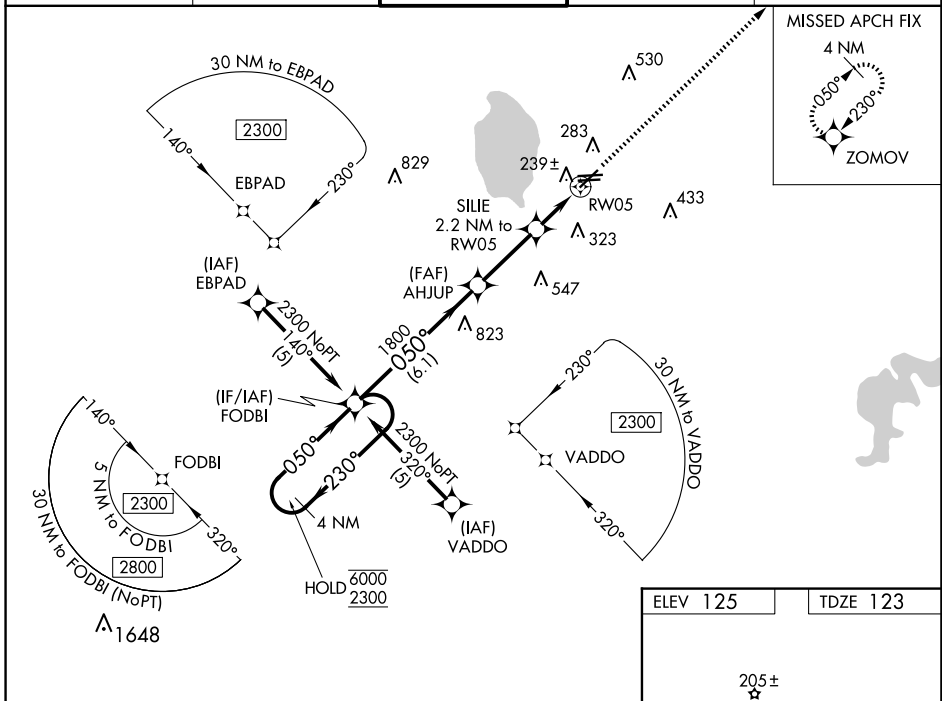 MISSED APCH FIX
4 NM
050°
230°
ZOMOV
30 NM to EBPAD
2300
140°
230°
EBPAD
530
283
239±
829
RW05
433
SILIE
2.2 NM to
RW05
323
(FAF)
AHJUP
547
823
(IAF)
EBPAD
2300 NoPT
140°
(5)
1800
050°
(6.1)
(IF/IAF)
FODBI
050°
230°
4 NM
HOLD 6000
2300
2300 NoPT
320°
(5)
(IAF)
VADDO
230°
30 NM to VADDO
2300
VADDO
320°
140°
FODBI
5 NM to FODBI
2300
320°
2800
30 NM to FODBI (NoPT)
1648
ELEV 125
TDZE 123
205±